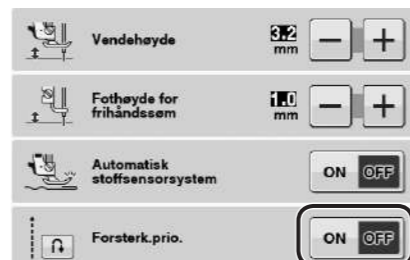 Vendehøyde
3.2
mm
Fothøyde for
frihåndssøm
1.0
mm
Automatisk
stoffsensorsystem
ON OFF
Forsterk.prio.
ON OFF